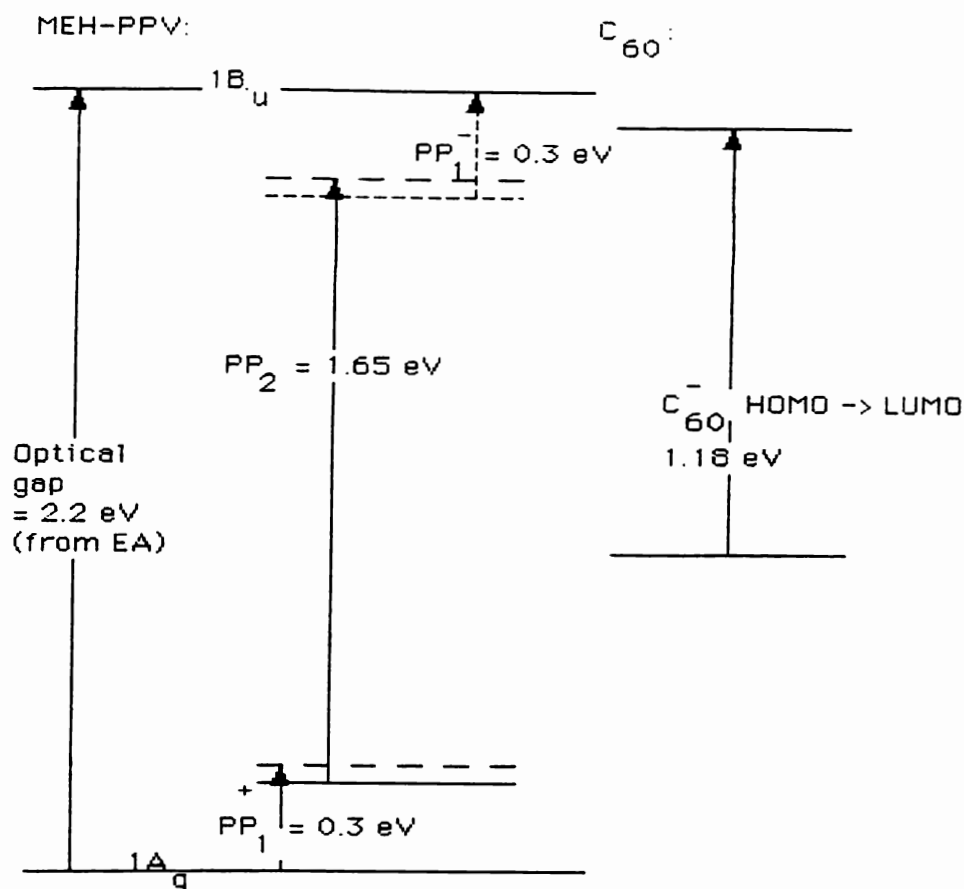 MEH-PPV:
C60:
1B.u
PP1- = 0.3 eV
PP2 = 1.65 eV
C60- HOMO -> LUMO
1.18 eV
Optical
gap
= 2.2 eV
(from EA)
PP1+ = 0.3 eV
1Ag